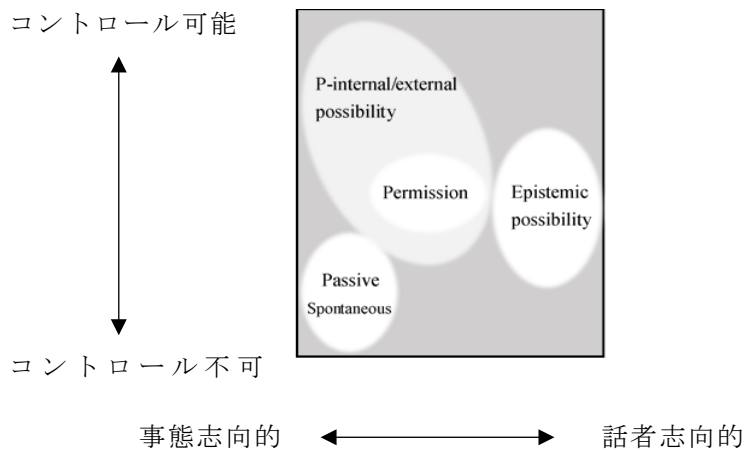 コントロール可能
P-internal/external
possibility
Permission
Epistemic
possibility
Passive
Spontaneous
コントロール不可
事態志向的
話者志向的